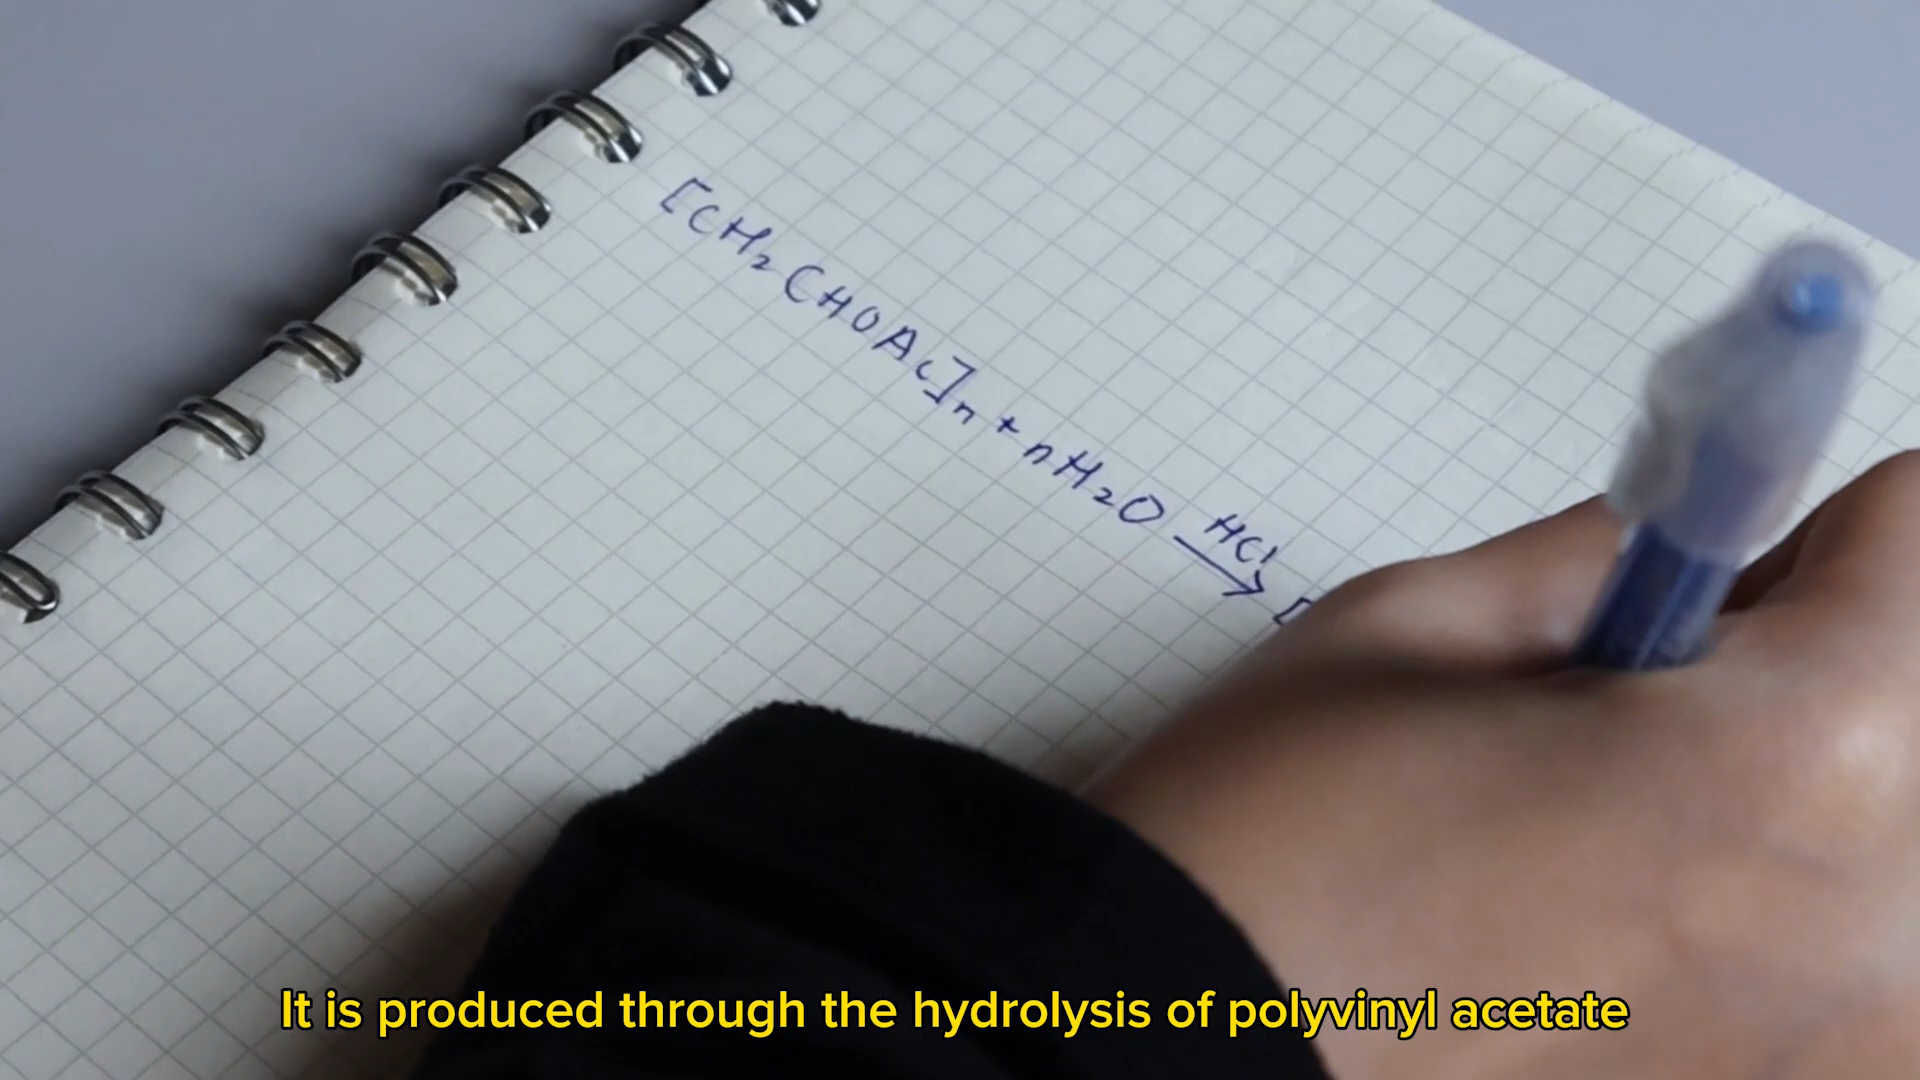 [CH₂CHOAc]ₙ + nH₂O HCl → [
It is produced through the hydrolysis of polyvinyl acetate